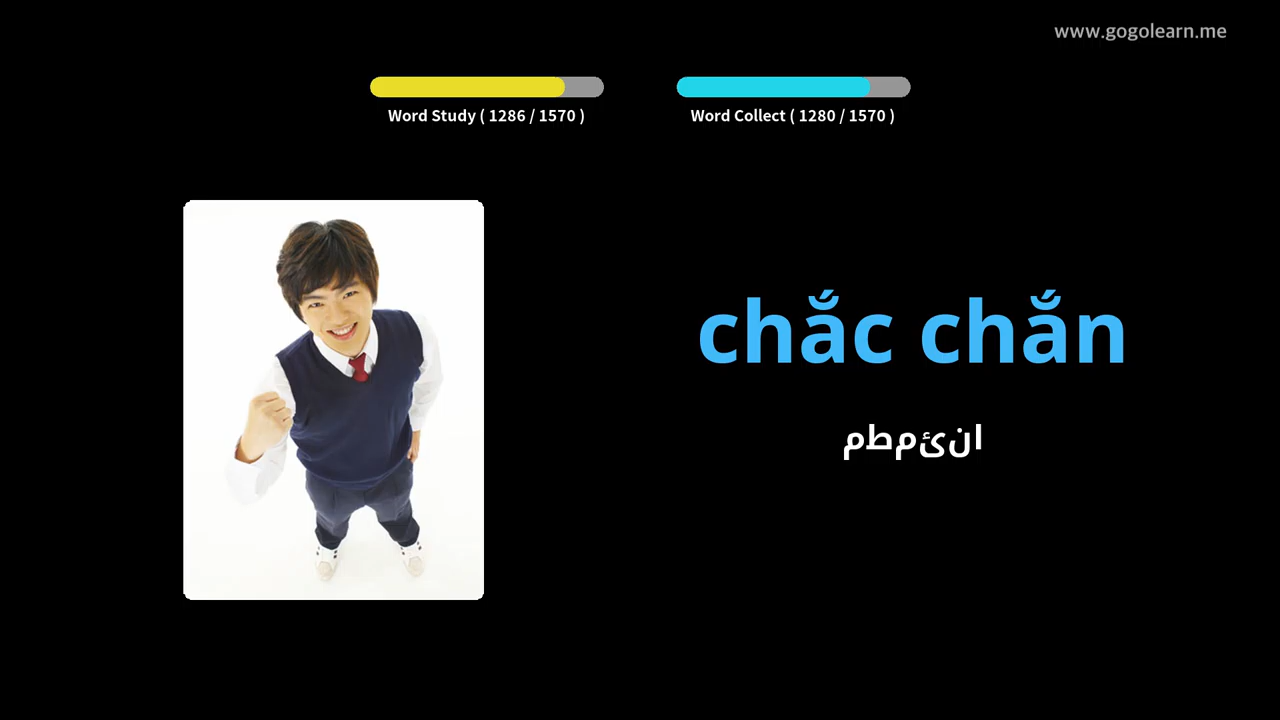 www.gogolearn.me
Word Study ( 1286 / 1570 )
Word Collect ( 1280 / 1570 )
chắc chắn
مطمئنا